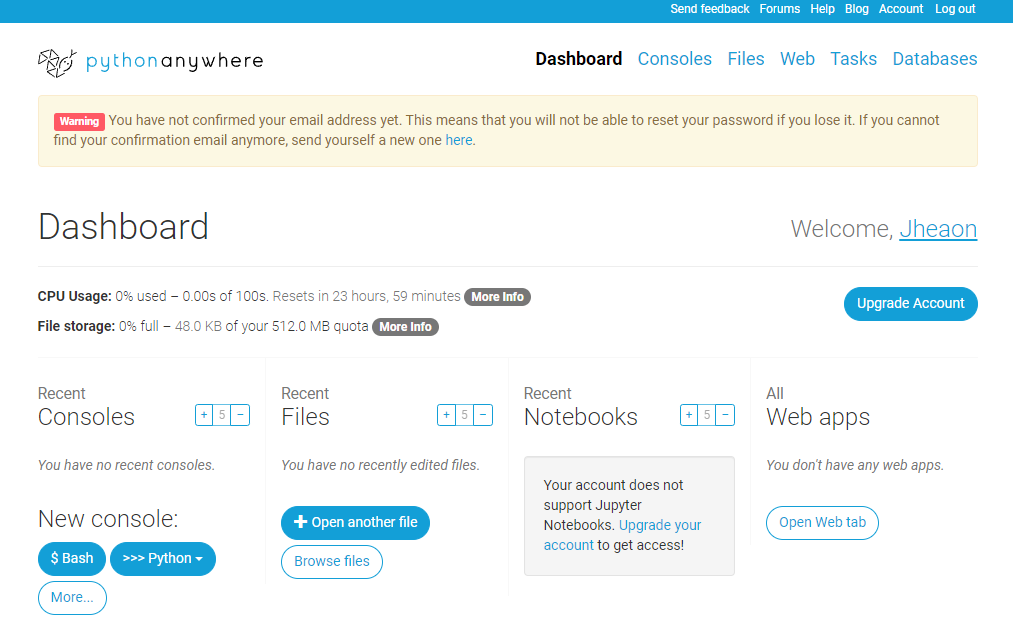 Send feedback Forums Help Blog Account Log out
pythonanywhere
Dashboard Consoles Files Web Tasks Databases
Warning You have not confirmed your email address yet. This means that you will not be able to reset your password if you lose it. If you cannot
find your confirmation email anymore, send yourself a new one here.
Dashboard
Welcome, Jheaon
CPU Usage: 0% used – 0.00s of 100s. Resets in 23 hours, 59 minutes More Info
Upgrade Account
File storage: 0% full – 48.0 KB of your 512.0 MB quota More Info
Recent
Consoles
+ 5 −
You have no recent consoles.
New console:
$ Bash >>> Python
More...
Recent
Files
+ 5 −
You have no recently edited files.
+ Open another file
Browse files
Recent
Notebooks
+ 5 −
Your account does not
support Jupyter
Notebooks. Upgrade your
account to get access!
All
Web apps
You don't have any web apps.
Open Web tab